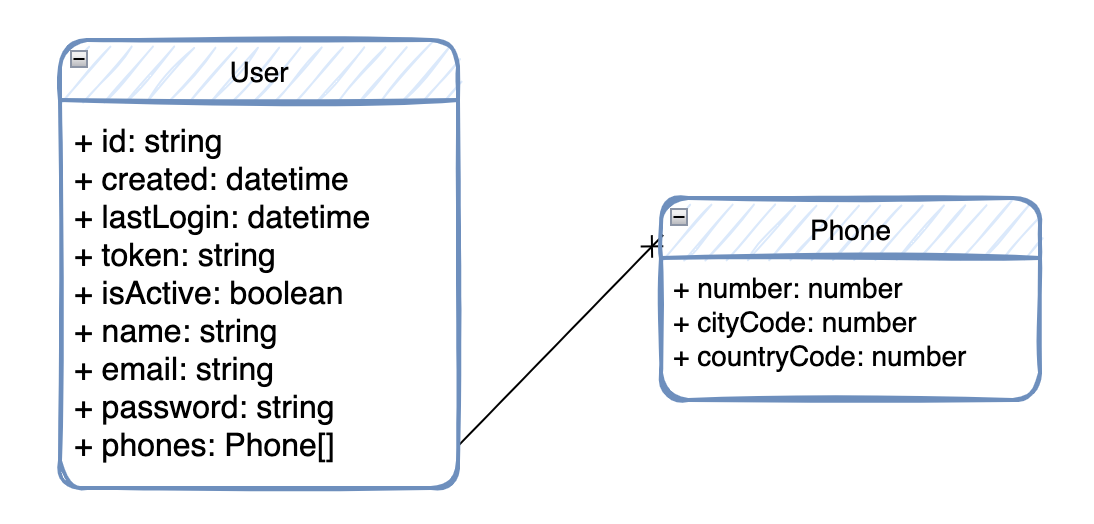 User
+ id: string
+ created: datetime
+ lastLogin: datetime
+ token: string
+ isActive: boolean
+ name: string
+ email: string
+ password: string
+ phones: Phone[]
Phone
+ number: number
+ cityCode: number
+ countryCode: number